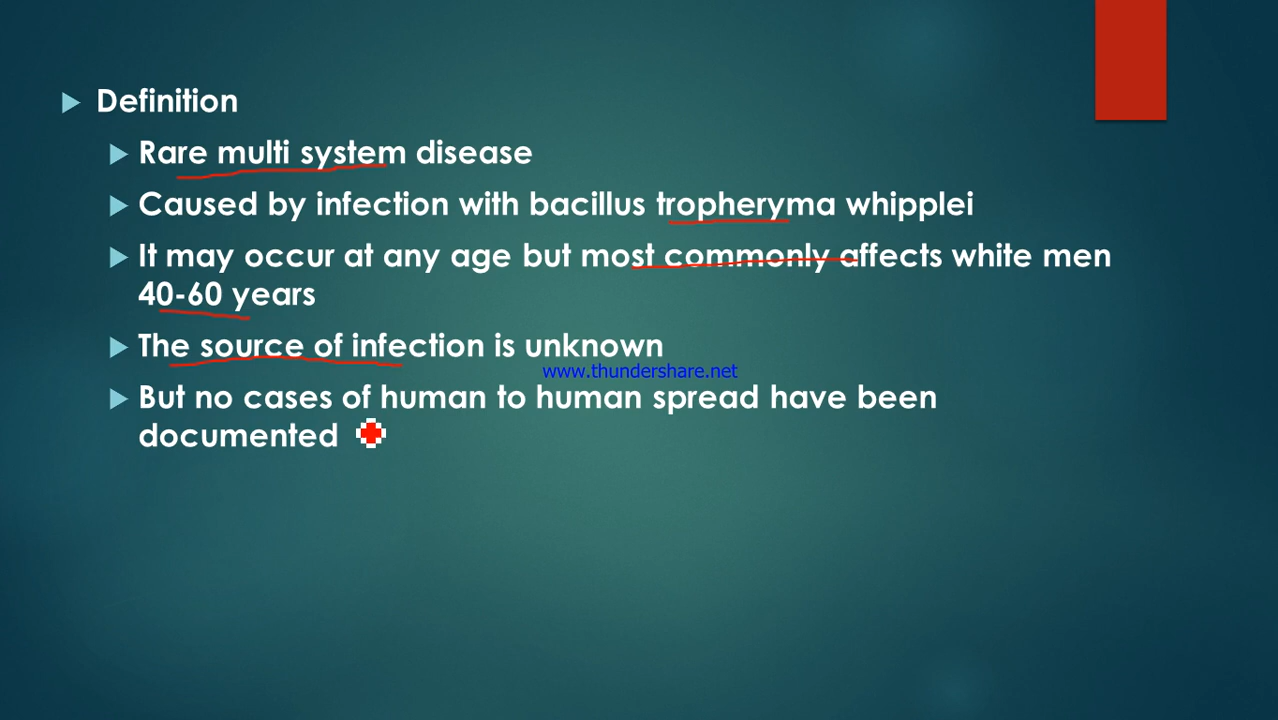 Definition
Rare multi system disease
Caused by infection with bacillus tropheryma whipplei
It may occur at any age but most commonly affects white men
40-60 years
The source of infection is unknown
www.thundershare.net
But no cases of human to human spread have been
documented